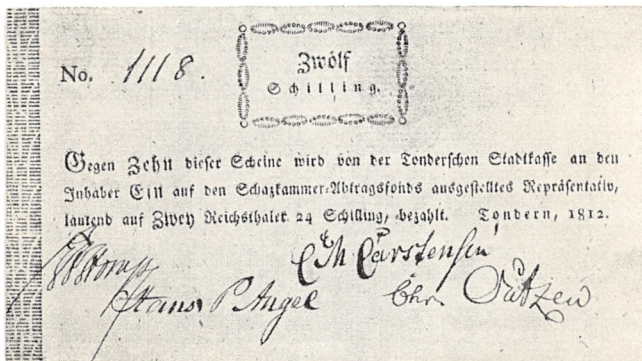 No. 1118.
Zwölf
Schilling.
Gegen Zehn dieser Scheine wird von der Tonderschen Stadtkasse an den
Inhaber Ein auf den Schazkammer-Abtragsfonds ausgestelltes Repräsentativ,
lautend auf Zwey Reichsthaler 24 Schilling, bezahlt. Tondern, 1812.
C M Carstensen
Hans P Angel Chr.